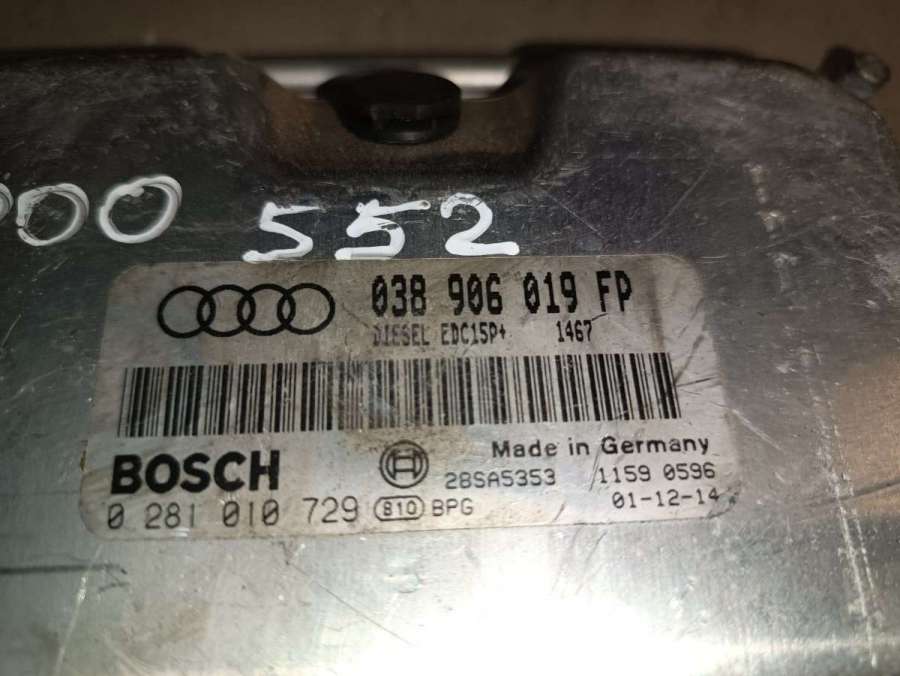 00 552
038 906 019 FP
DIESEL EDC15P+ 1467
BOSCH
Made in Germany
28SA5353 1159 0596
0 281 010 729 810 BPG 01-12-14